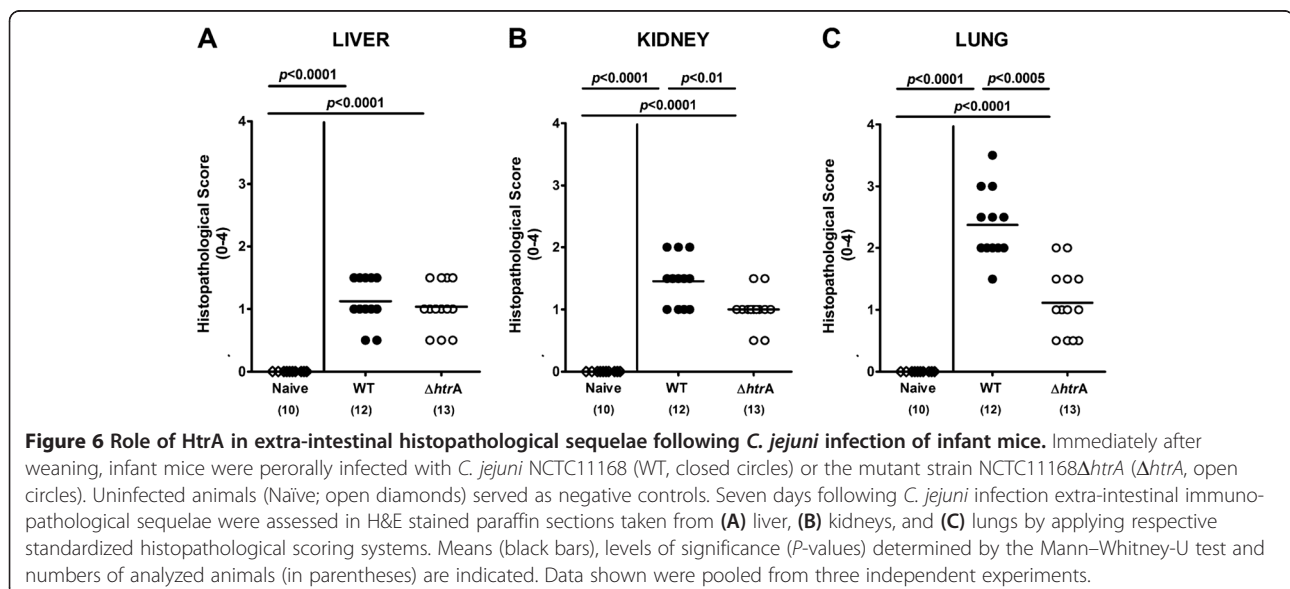 A LIVER
B KIDNEY
C LUNG
p<0.0001
p<0.0001
Histopathological Score
(0-4)
4
3
2
1
0
Naive
WT
ΔhtrA
(10)
(12)
(13)
p<0.0001
p<0.01
p<0.0001
Histopathological Score
(0-4)
4
3
2
1
0
Naive
WT
ΔhtrA
(10)
(12)
(13)
p<0.0001
p<0.0005
p<0.0001
Histopathological Score
(0-4)
4
3
2
1
0
Naive
WT
ΔhtrA
(10)
(12)
(13)
Figure 6 Role of HtrA in extra-intestinal histopathological sequelae following C. jejuni infection of infant mice. Immediately after
weaning, infant mice were perorally infected with C. jejuni NCTC11168 (WT, closed circles) or the mutant strain NCTC11168ΔhtrA (ΔhtrA, open
circles). Uninfected animals (Naïve; open diamonds) served as negative controls. Seven days following C. jejuni infection extra-intestinal immuno-
pathological sequelae were assessed in H&E stained paraffin sections taken from (A) liver, (B) kidneys, and (C) lungs by applying respective
standardized histopathological scoring systems. Means (black bars), levels of significance (P-values) determined by the Mann–Whitney-U test and
numbers of analyzed animals (in parentheses) are indicated. Data shown were pooled from three independent experiments.